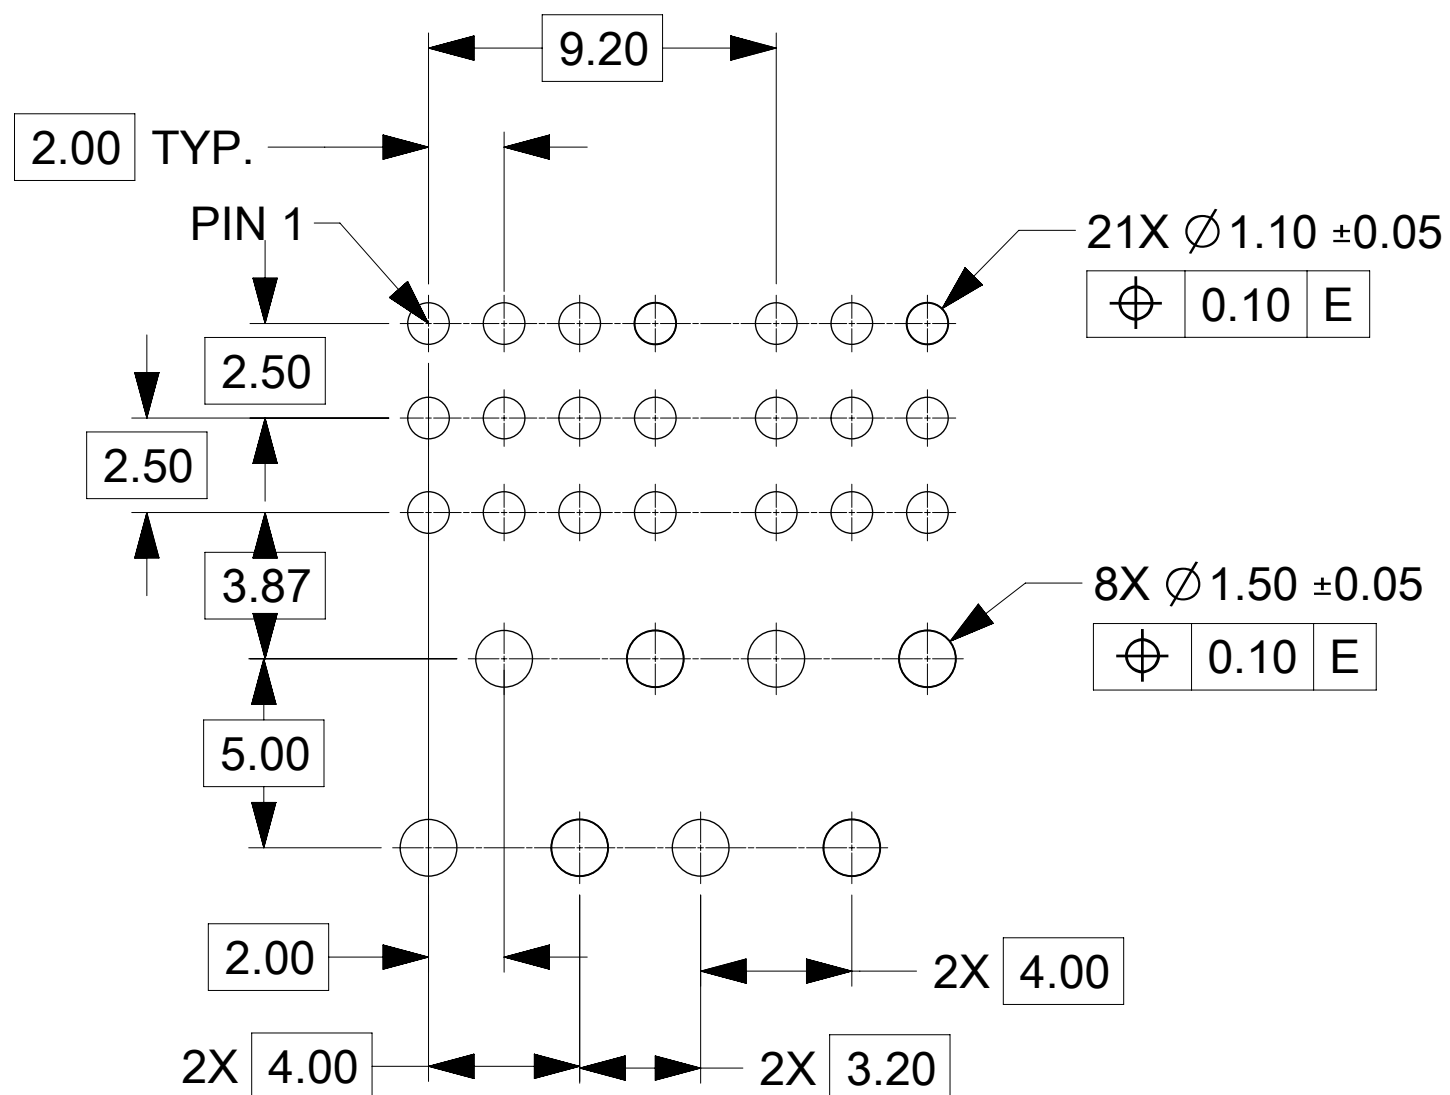 9.20
2.00 TYP.
PIN 1
21X ∅ 1.10 ±0.05
⌖ 0.10 E
2.50
2.50
3.87
8X ∅ 1.50 ±0.05
⌖ 0.10 E
5.00
2.00
2X 4.00
2X 4.00
2X 3.20